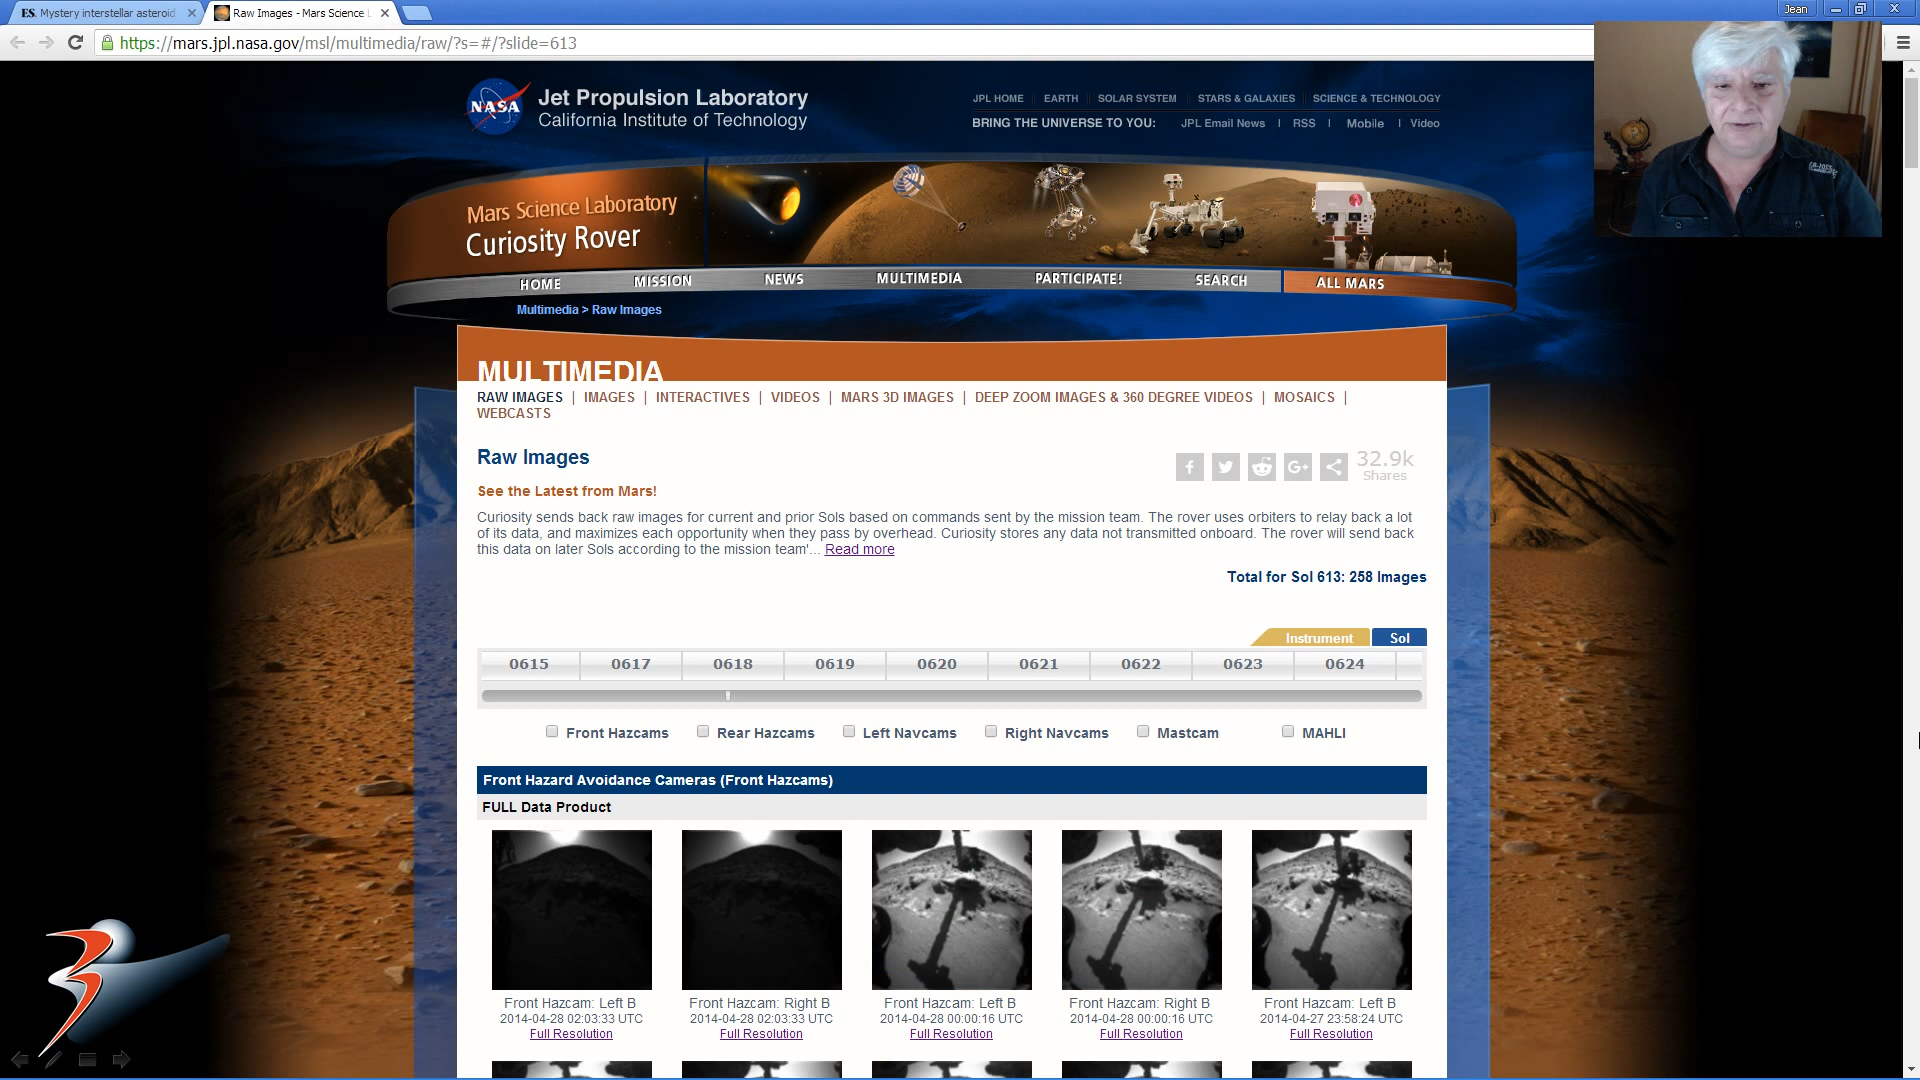 ES. Mystery interstellar asteroid
Raw Images - Mars Science L
Jean
https://mars.jpl.nasa.gov/msl/multimedia/raw/?s=#/?slide=613
NASA
Jet Propulsion Laboratory
California Institute of Technology
JPL HOME EARTH SOLAR SYSTEM STARS & GALAXIES SCIENCE & TECHNOLOGY
BRING THE UNIVERSE TO YOU: JPL Email News | RSS | Mobile | Video
Mars Science Laboratory
Curiosity Rover
HOME MISSION NEWS MULTIMEDIA PARTICIPATE! SEARCH ALL MARS
Multimedia > Raw Images
MULTIMEDIA
RAW IMAGES | IMAGES | INTERACTIVES | VIDEOS | MARS 3D IMAGES | DEEP ZOOM IMAGES & 360 DEGREE VIDEOS | MOSAICS |
WEBCASTS
Raw Images
32.9k
Shares
See the Latest from Mars!
Curiosity sends back raw images for current and prior Sols based on commands sent by the mission team. The rover uses orbiters to relay back a lot
of its data, and maximizes each opportunity when they pass by overhead. Curiosity stores any data not transmitted onboard. The rover will send back
this data on later Sols according to the mission team'... Read more
Total for Sol 613: 258 Images
Instrument Sol
0615 0617 0618 0619 0620 0621 0622 0623 0624
Front Hazcams Rear Hazcams Left Navcams Right Navcams Mastcam MAHLI
Front Hazard Avoidance Cameras (Front Hazcams)
FULL Data Product
Front Hazcam: Left B Front Hazcam: Right B Front Hazcam: Left B Front Hazcam: Right B Front Hazcam: Left B
2014-04-28 02:03:33 UTC 2014-04-28 02:03:33 UTC 2014-04-28 00:00:16 UTC 2014-04-28 00:00:16 UTC 2014-04-27 23:58:24 UTC
Full Resolution Full Resolution Full Resolution Full Resolution Full Resolution